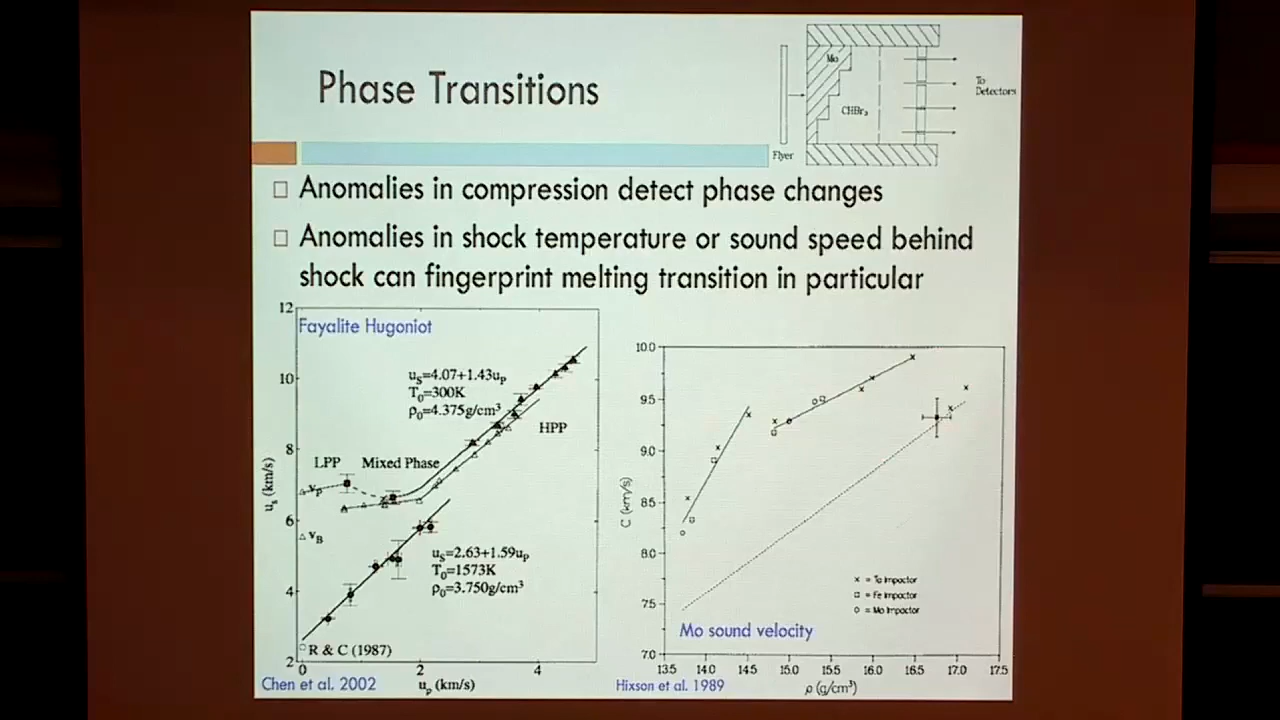 Phase Transitions
Mo
CHBr₃
To
Detectors
Flyer
□ Anomalies in compression detect phase changes
□ Anomalies in shock temperature or sound speed behind
shock can fingerprint melting transition in particular
Fayalite Hugoniot
12
10
8
6
4
2
uₛ (km/s)
uₛ=4.07+1.43uₚ
T₀=300K
ρ₀=4.375g/cm³
HPP
LPP
Mixed Phase
vₚ
v_B
uₛ=2.63+1.59uₚ
T₀=1573K
ρ₀=3.750g/cm³
R & C (1987)
0 2 4
uₚ (km/s)
Chen et al. 2002
10.0
9.5
9.0
8.5
8.0
7.5
7.0
C (km/s)
x = Ta Impactor
□ = Fe Impactor
o = Mo Impactor
Mo sound velocity
13.5 14.0 14.5 15.0 15.5 16.0 16.5 17.0 17.5
ρ (g/cm³)
Hixson et al. 1989